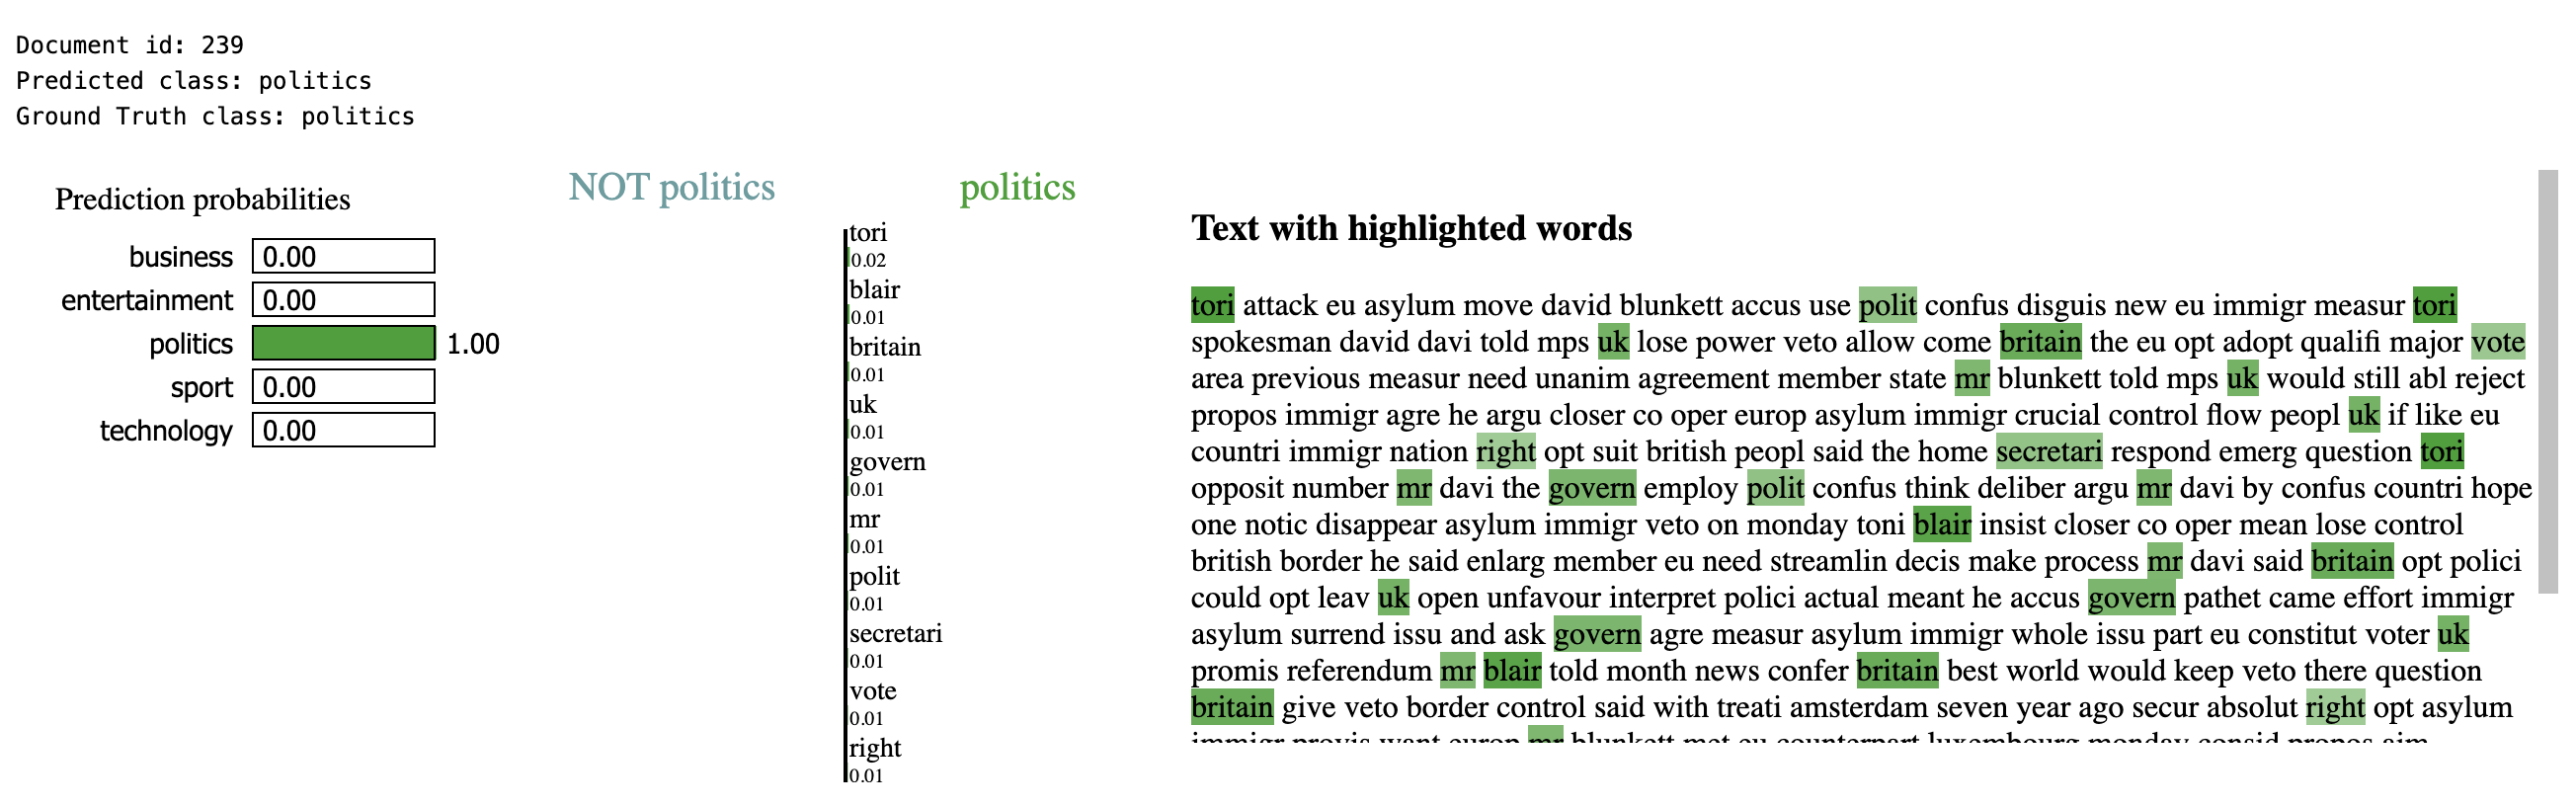 Document id: 239
Predicted class: politics
Ground Truth class: politics
Prediction probabilities
business 0.00
entertainment 0.00
politics 1.00
sport 0.00
technology 0.00
NOT politics politics
tori
0.02
blair
0.01
britain
0.01
uk
0.01
govern
0.01
mr
0.01
polit
0.01
secretari
0.01
vote
0.01
right
0.01
Text with highlighted words
tori attack eu asylum move david blunkett accus use polit confus disguis new eu immigr measur tori
spokesman david davi told mps uk lose power veto allow come britain the eu opt adopt qualifi major vote
area previous measur need unanim agreement member state mr blunkett told mps uk would still abl reject
propos immigr agre he argu closer co oper europ asylum immigr crucial control flow peopl uk if like eu
countri immigr nation right opt suit british peopl said the home secretari respond emerg question tori
opposit number mr davi the govern employ polit confus think deliber argu mr davi by confus countri hope
one notic disappear asylum immigr veto on monday toni blair insist closer co oper mean lose control
british border he said enlarg member eu need streamlin decis make process mr davi said britain opt polici
could opt leav uk open unfavour interpret polici actual meant he accus govern pathet came effort immigr
asylum surrend issu and ask govern agre measur asylum immigr whole issu part eu constitut voter uk
promis referendum mr blair told month news confer britain best world would keep veto there question
britain give veto border control said with treati amsterdam seven year ago secur absolut right opt asylum
immigr provis want europ mr blunkett met eu counterpart luxembourg monday consid propos aim